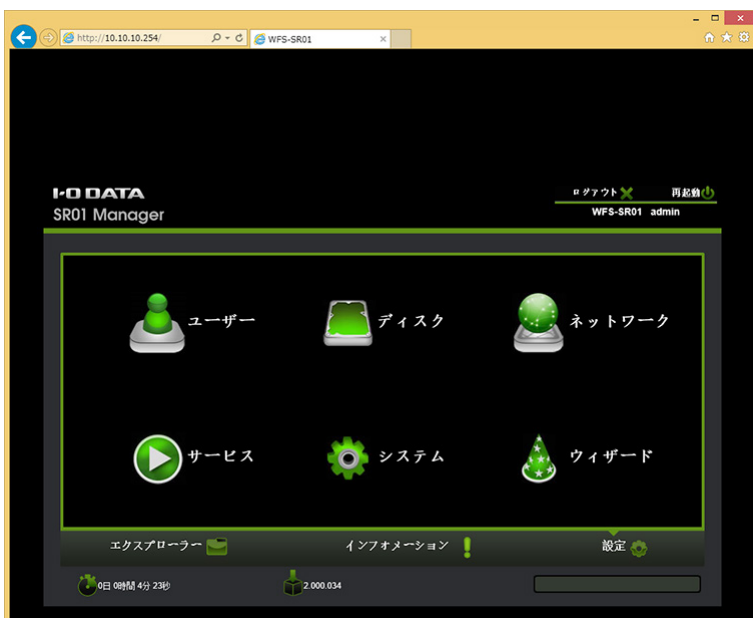 http://10.10.10.254/
WFS-SR01
I-O DATA
SR01 Manager
ログアウト 再起動
WFS-SR01 admin
ユーザー ディスク ネットワーク
サービス システム ウィザード
エクスプローラー インフォメーション 設定
0日 0時間 4分 23秒 2.000.034